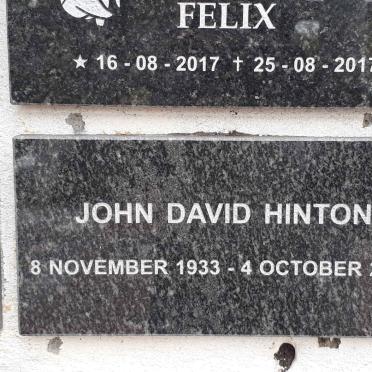 FELIX
★ 16 - 08 - 2017 ✝ 25 - 08 - 2017
JOHN DAVID HINTON
8 NOVEMBER 1933 - 4 OCTOBER